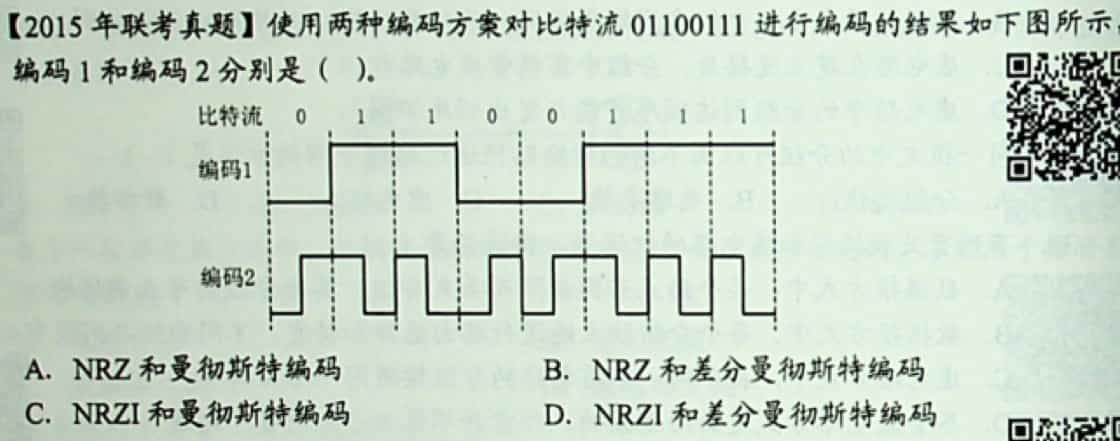 【2015 年联考真题】使用两种编码方案对比特流 01100111 进行编码的结果如下图所示
编码 1 和编码 2 分别是（ ）。
比特流 0 1 1 0 0 1 1 1
编码1
编码2
A. NRZ 和曼彻斯特编码
B. NRZ 和差分曼彻斯特编码
C. NRZI 和曼彻斯特编码
D. NRZI 和差分曼彻斯特编码